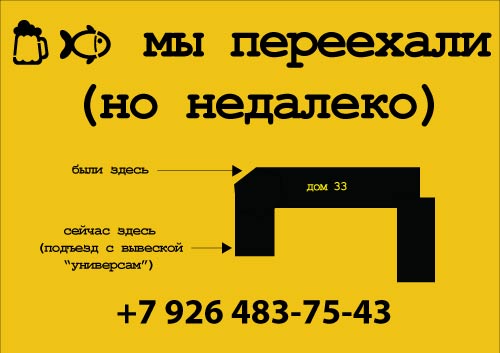 мы переехали
(но недалеко)
были здесь
дом 33
сейчас здесь
(подъезд с вывеской
“универсам”)
+7 926 483-75-43